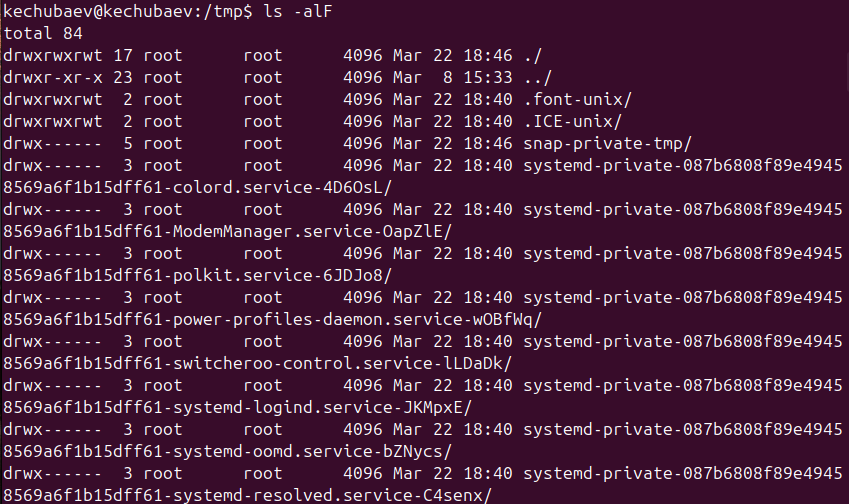 kechubaev@kechubaev:/tmp$ ls -alF
total 84
drwxrwxrwt 17 root      root      4096 Mar 22 18:46 ./
drwxr-xr-x 23 root      root      4096 Mar  8 15:33 ../
drwxrwxrwt  2 root      root      4096 Mar 22 18:40 .font-unix/
drwxrwxrwt  2 root      root      4096 Mar 22 18:40 .ICE-unix/
drwx------  5 root      root      4096 Mar 22 18:46 snap-private-tmp/
drwx------  3 root      root      4096 Mar 22 18:40 systemd-private-087b6808f89e4945
8569a6f1b15dff61-colord.service-4D6OsL/
drwx------  3 root      root      4096 Mar 22 18:40 systemd-private-087b6808f89e4945
8569a6f1b15dff61-ModemManager.service-OapZlE/
drwx------  3 root      root      4096 Mar 22 18:40 systemd-private-087b6808f89e4945
8569a6f1b15dff61-polkit.service-6JDJo8/
drwx------  3 root      root      4096 Mar 22 18:40 systemd-private-087b6808f89e4945
8569a6f1b15dff61-power-profiles-daemon.service-wOBfWq/
drwx------  3 root      root      4096 Mar 22 18:40 systemd-private-087b6808f89e4945
8569a6f1b15dff61-switcheroo-control.service-lLDaDk/
drwx------  3 root      root      4096 Mar 22 18:40 systemd-private-087b6808f89e4945
8569a6f1b15dff61-systemd-logind.service-JKMpxE/
drwx------  3 root      root      4096 Mar 22 18:40 systemd-private-087b6808f89e4945
8569a6f1b15dff61-systemd-oomd.service-bZNycs/
drwx------  3 root      root      4096 Mar 22 18:40 systemd-private-087b6808f89e4945
8569a6f1b15dff61-systemd-resolved.service-C4senx/